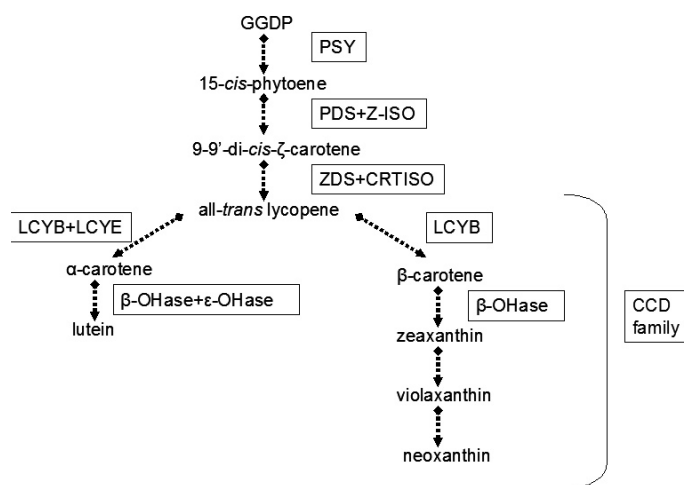 GGDP
PSY
15-cis-phytoene
PDS+Z-ISO
9-9'-di-cis-ζ-carotene
ZDS+CRTISO
all-trans lycopene
LCYB+LCYE
LCYB
α-carotene
β-carotene
β-OHase+ε-OHase
β-OHase
CCD
family
lutein
zeaxanthin
violaxanthin
neoxanthin